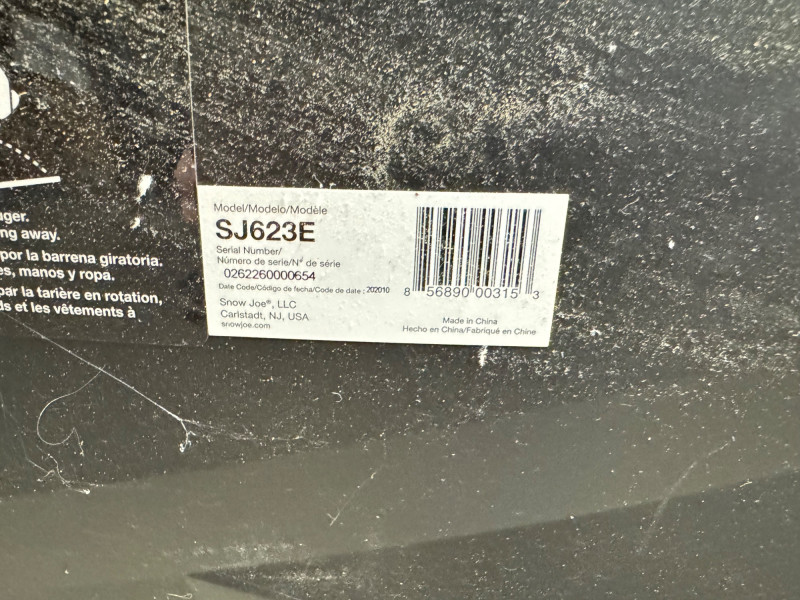 ager.
ng away.
por la barrena giratoria.
es, manos y ropa.
par la tarière en rotation,
ds et les vêtements à
Model/Modelo/Modèle
SJ623E
Serial Number/
Número de serie/N° de série
0262260000654
Date Code/Código de fecha/Code de date : 202010
Snow Joe®, LLC
Carlstadt, NJ, USA
snowjoe.com
8 56890 00315 3
Made in China
Hecho en China/Fabriqué en Chine